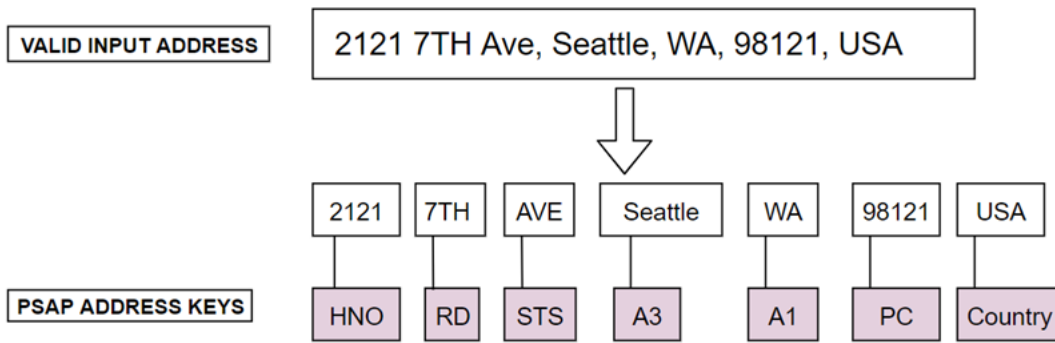 VALID INPUT ADDRESS
2121 7TH Ave, Seattle, WA, 98121, USA
2121 7TH AVE Seattle WA 98121 USA
PSAP ADDRESS KEYS
HNO RD STS A3 A1 PC Country